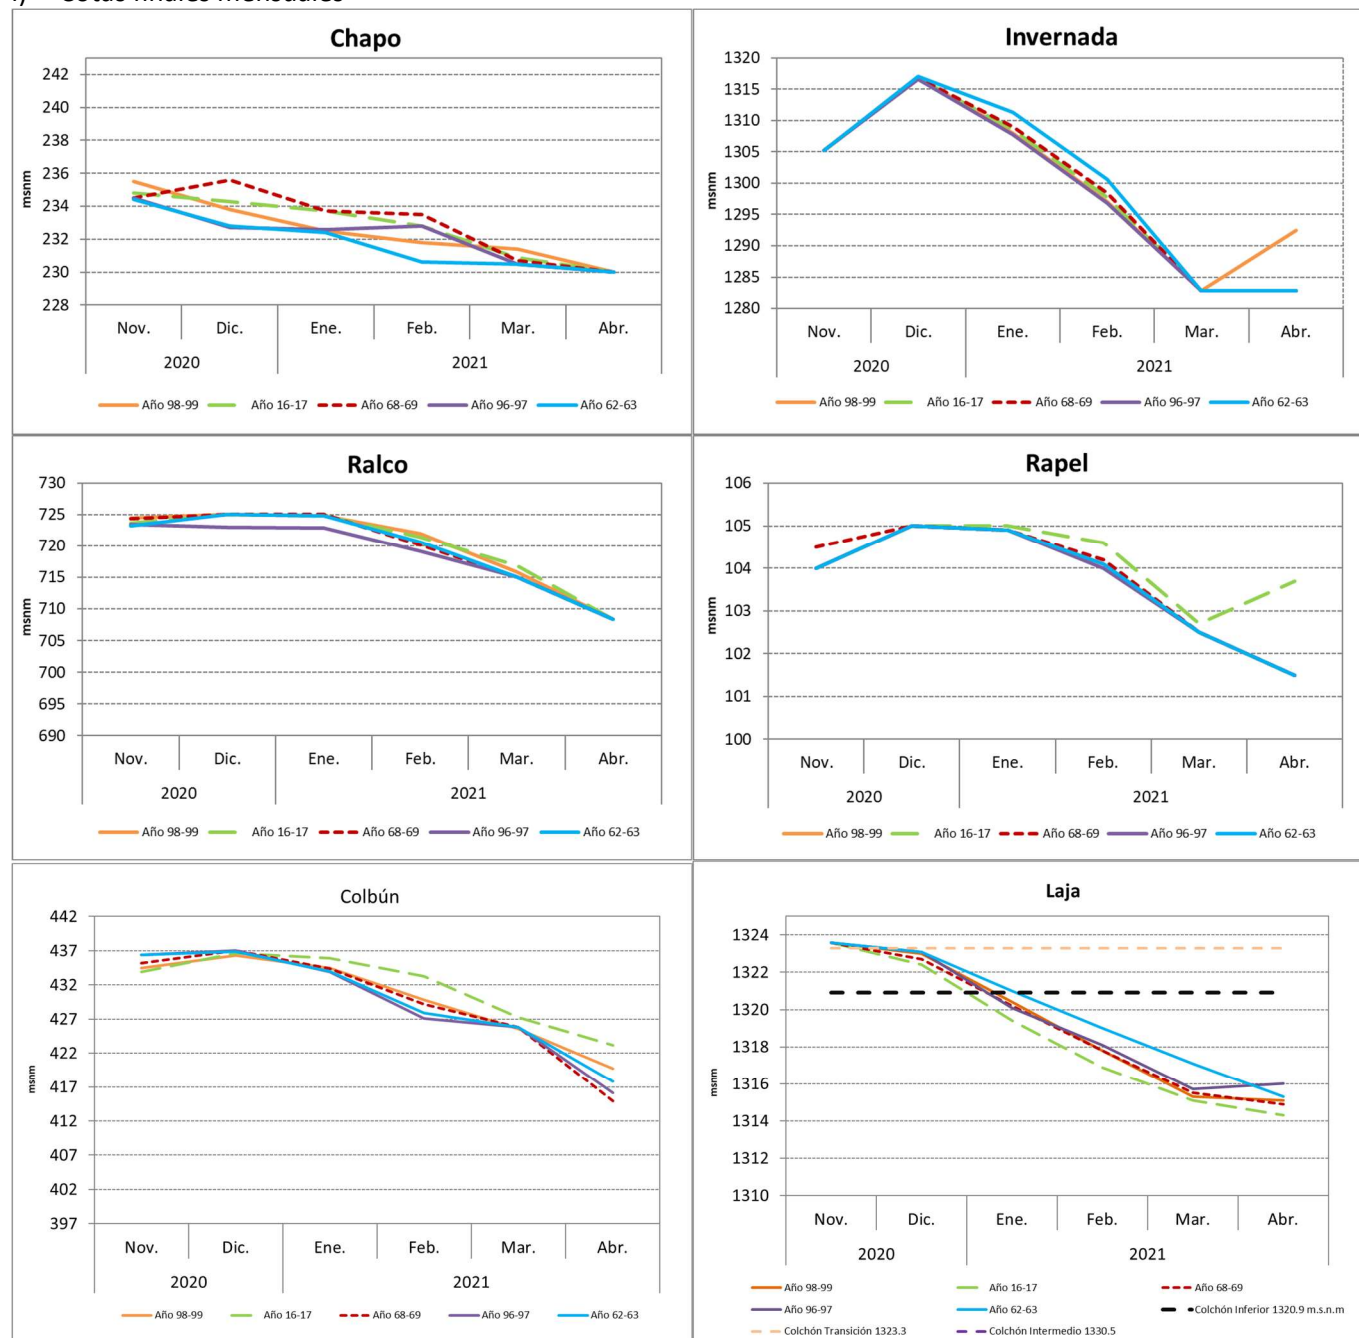 Chapo
msnm
242
240
238
236
234
232
230
228
Nov. Dic. Ene. Feb. Mar. Abr.
2020 2021
Año 98-99 Año 16-17 Año 68-69 Año 96-97 Año 62-63
Invernada
msnm
1320
1315
1310
1305
1300
1295
1290
1285
1280
Nov. Dic. Ene. Feb. Mar. Abr.
2020 2021
Año 98-99 Año 16-17 Año 68-69 Año 96-97 Año 62-63
Ralco
msnm
730
725
720
715
710
705
700
695
690
Nov. Dic. Ene. Feb. Mar. Abr.
2020 2021
Año 98-99 Año 16-17 Año 68-69 Año 96-97 Año 62-63
Rapel
msnm
106
105
104
103
102
101
100
Nov. Dic. Ene. Feb. Mar. Abr.
2020 2021
Año 98-99 Año 16-17 Año 68-69 Año 96-97 Año 62-63
Colbún
msnm
442
437
432
427
422
417
412
407
402
397
Nov. Dic. Ene. Feb. Mar. Abr.
2020 2021
Año 98-99 Año 16-17 Año 68-69 Año 96-97 Año 62-63
Laja
msnm
1324
1322
1320
1318
1316
1314
1312
1310
Nov. Dic. Ene. Feb. Mar. Abr.
2020 2021
Año 98-99 Año 16-17 Año 68-69
Año 96-97 Año 62-63 Colchón Inferior 1320.9 m.s.n.m
Colchón Transición 1323.3 Colchón Intermedio 1330.5